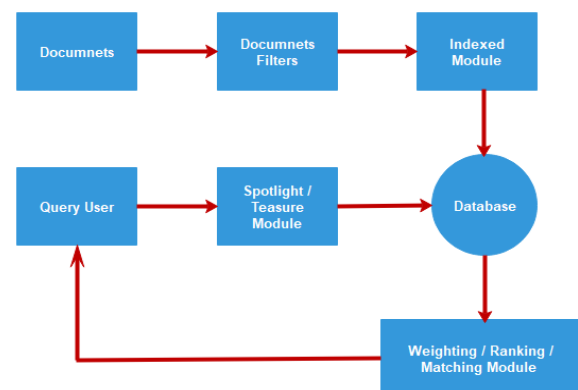 Documnets
Documnets
Filters
Indexed
Module
Query User
Spotlight /
Teasure
Module
Database
Weighting / Ranking /
Matching Module